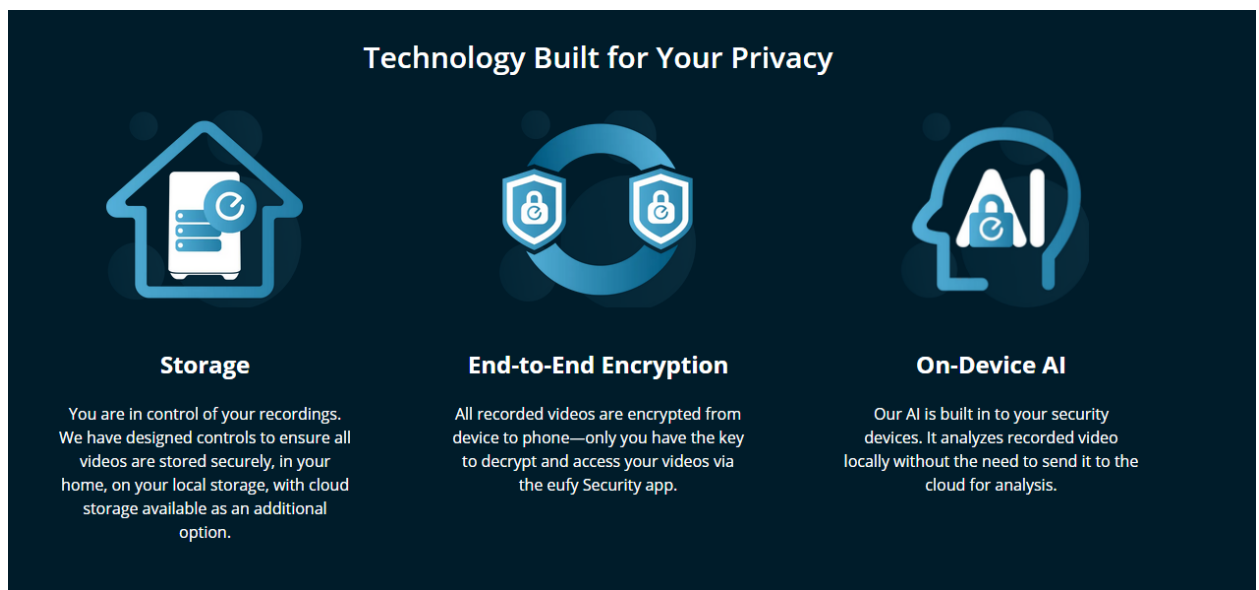 Technology Built for Your Privacy
AI
Storage
You are in control of your recordings.
We have designed controls to ensure all
videos are stored securely, in your
home, on your local storage, with cloud
storage available as an additional
option.
End-to-End Encryption
All recorded videos are encrypted from
device to phone—only you have the key
to decrypt and access your videos via
the eufy Security app.
On-Device AI
Our AI is built in to your security
devices. It analyzes recorded video
locally without the need to send it to the
cloud for analysis.